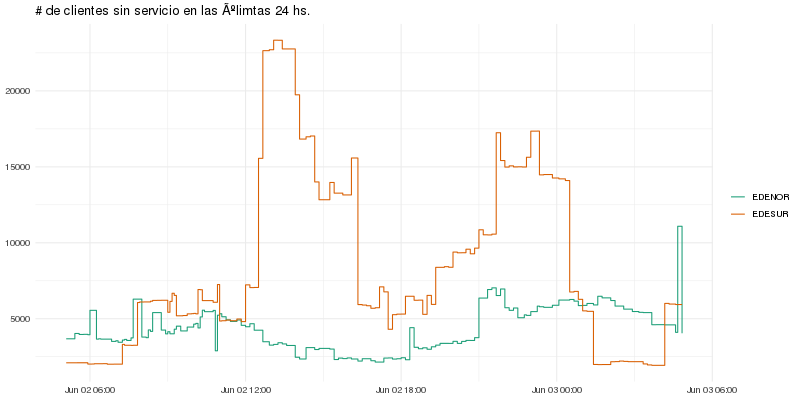 # de clientes sin servicio en las Ãºlimtas 24 hs.
20000
15000
10000
5000
EDENOR
EDESUR
Jun 02 06:00
Jun 02 12:00
Jun 02 18:00
Jun 03 00:00
Jun 03 06:00